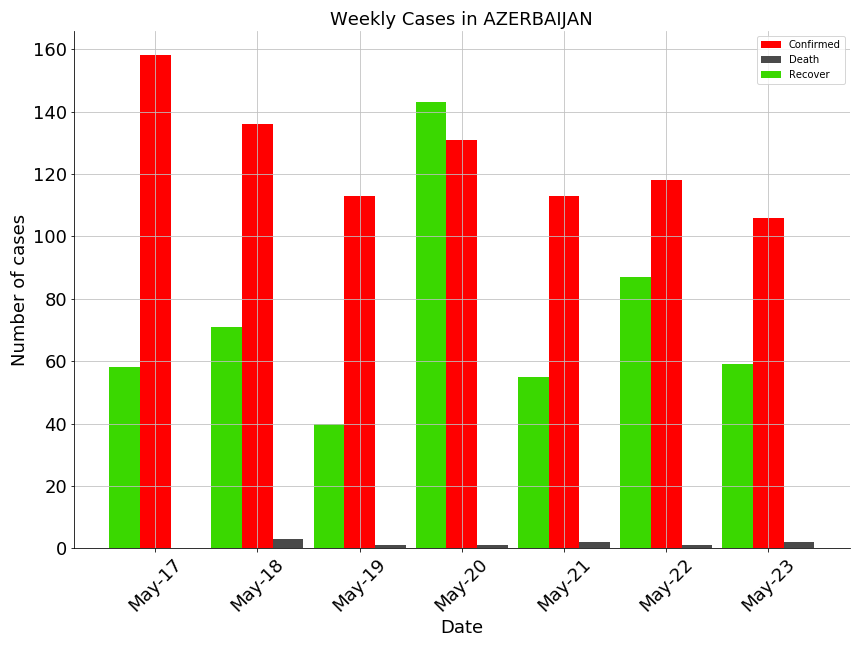 Weekly Cases in AZERBAIJAN
Confirmed
Death
Recover
Number of cases
160
140
120
100
80
60
40
20
0
May-17 May-18 May-19 May-20 May-21 May-22 May-23
Date